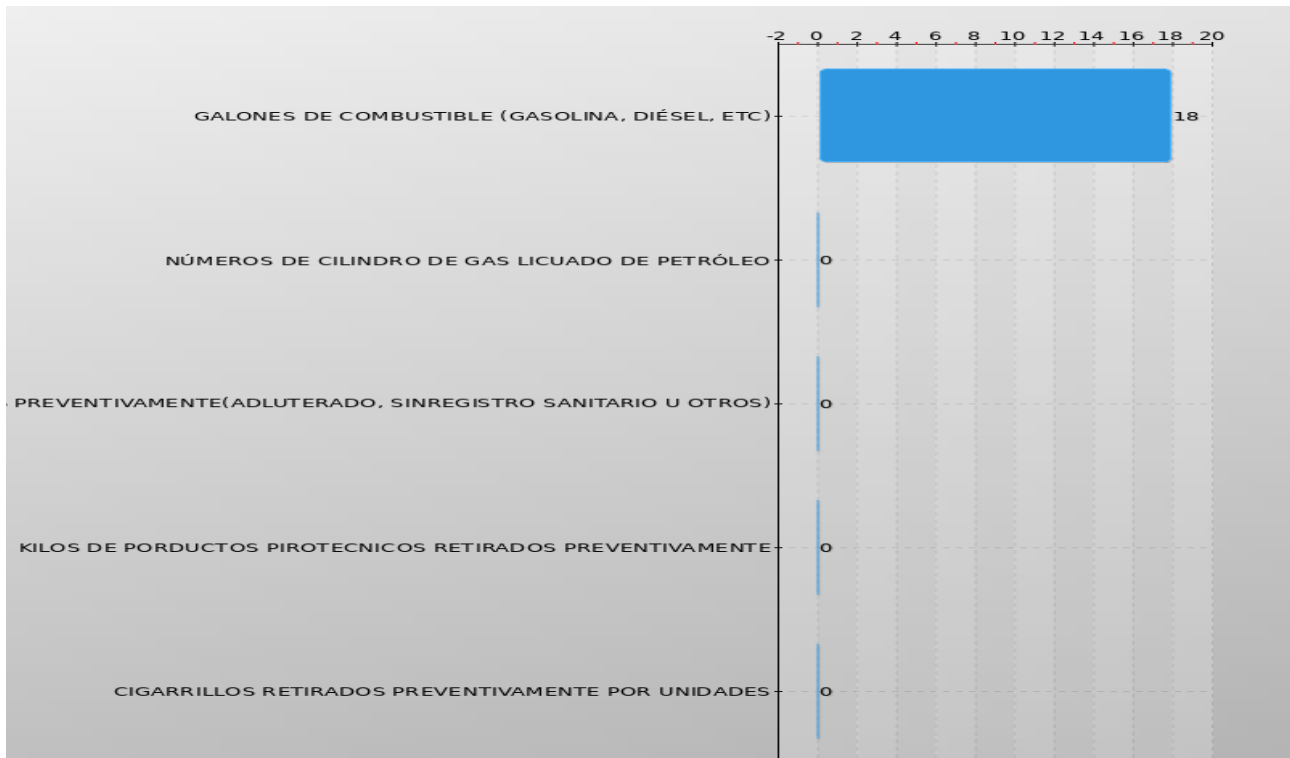 -2 0 2 4 6 8 10 12 14 16 18 20
GALONES DE COMBUSTIBLE (GASOLINA, DIÉSEL, ETC) 18
NÚMEROS DE CILINDRO DE GAS LICUADO DE PETRÓLEO 0
PREVENTIVAMENTE(ADLUTERADO, SINREGISTRO SANITARIO U OTROS) 0
KILOS DE PORDUCTOS PIROTECNICOS RETIRADOS PREVENTIVAMENTE 0
CIGARRILLOS RETIRADOS PREVENTIVAMENTE POR UNIDADES 0